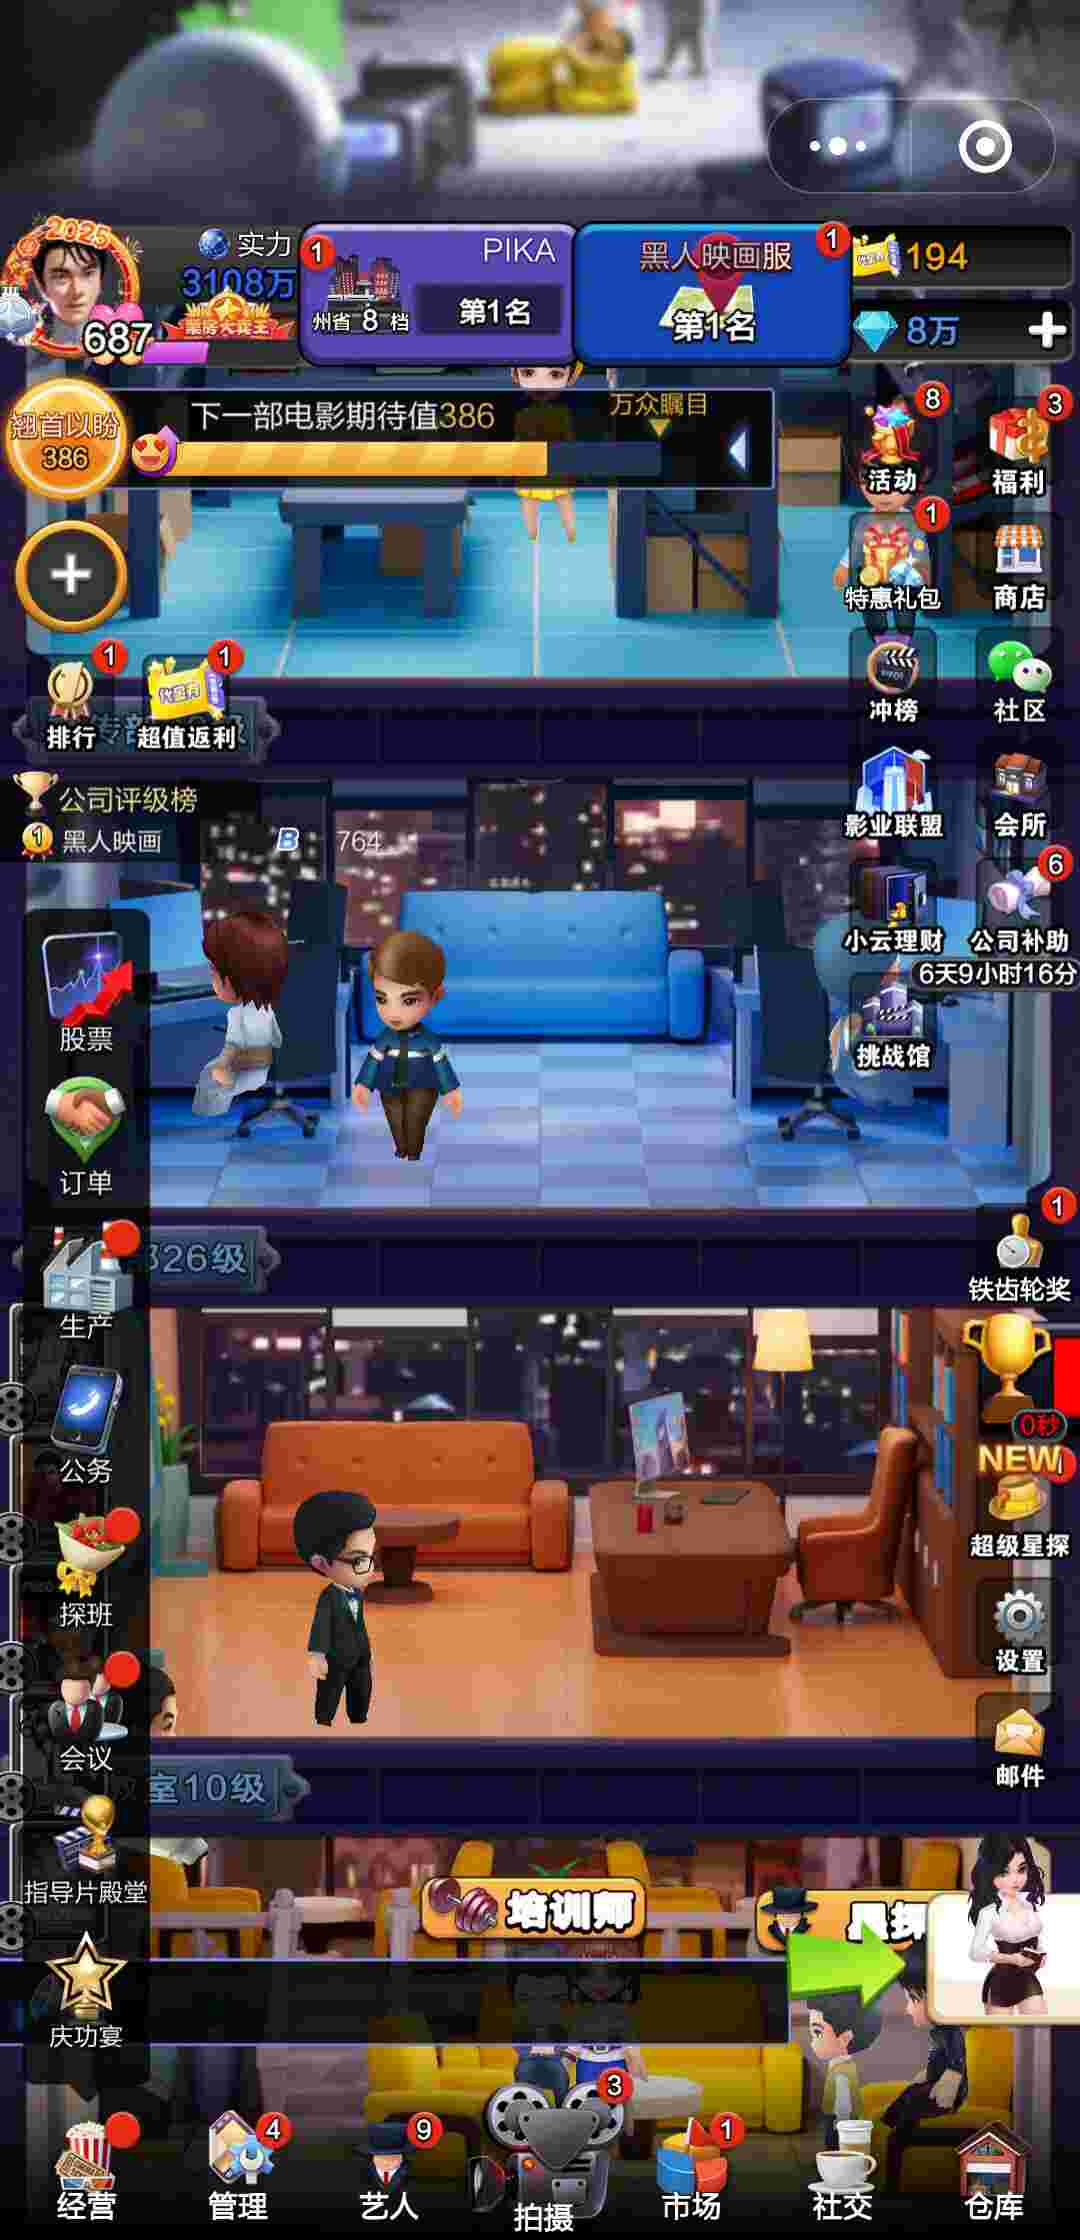 2025
实力
3108万
票房大赛王
687
1
PIKA
州省 8 档
第1名
黑人映画服
1
第1名
代金券
194
8万
翘首以盼
386
下一部电影期待值386
万众瞩目
8
活动
3
福利
1
特惠礼包
商店
1
排行
1
代金券
超值返利
冲榜
社区
公司评级榜
1
黑人映画
B
764
影业联盟
会所
小云理财
6
公司补助
6天9小时16分
挑战馆
股票
订单
326级
生产
1
铁齿轮奖
公务
0秒
NEW
超级星探
探班
设置
会议
邮件
室10级
指导片殿堂
培训师
星探
庆功宴
经营
4
管理
9
艺人
3
拍摄
1
市场
社交
仓库